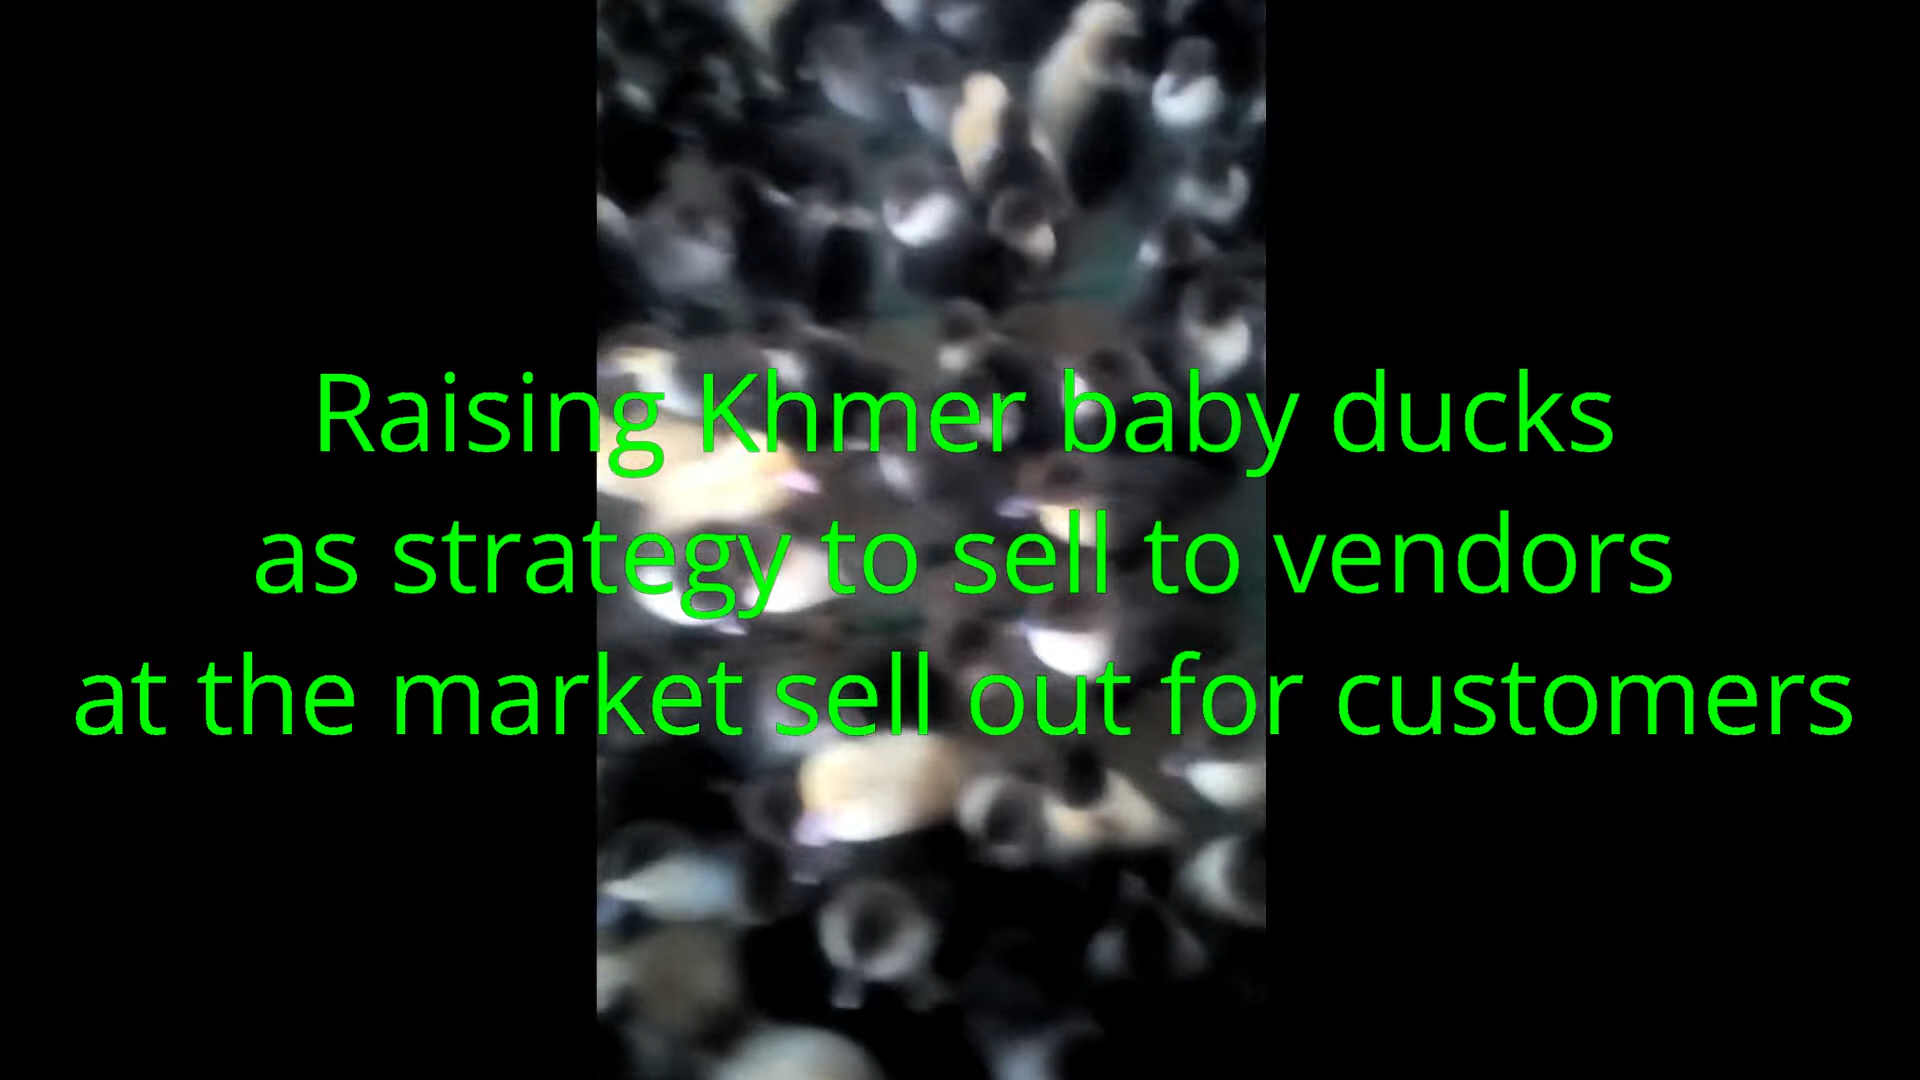 Raising Khmer baby ducks
as strategy to sell to vendors
at the market sell out for customers